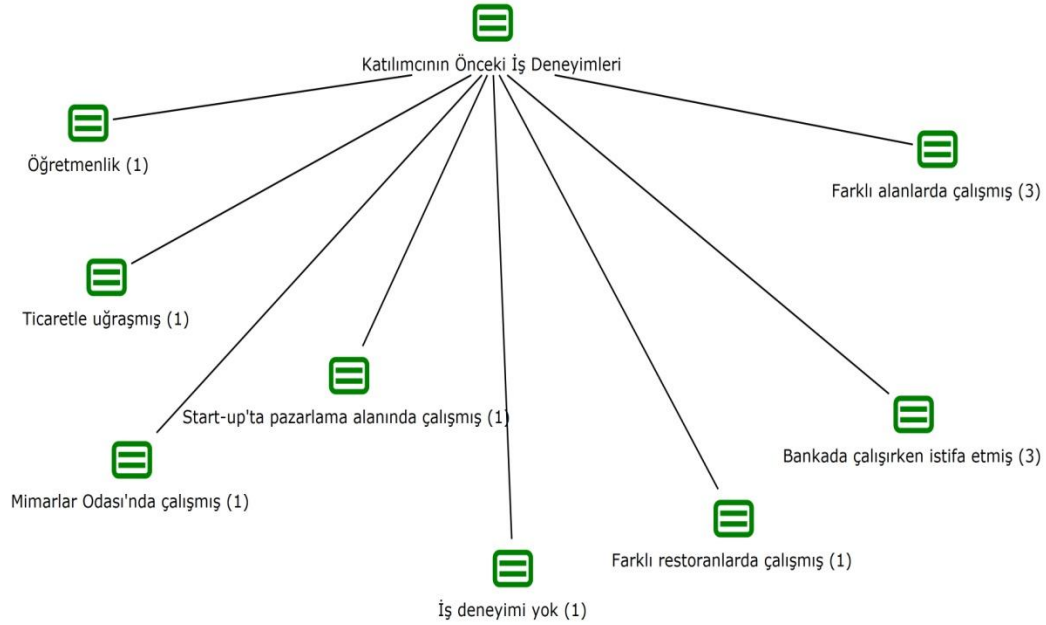 Katılımcının Önceki İş Deneyimleri
Öğretmenlik (1)
Farklı alanlarda çalışmış (3)
Ticaretle uğraşmış (1)
Start-up'ta pazarlama alanında çalışmış (1)
Bankada çalışırken istifa etmiş (3)
Mimarlar Odası'nda çalışmış (1)
Farklı restoranlarda çalışmış (1)
İş deneyimi yok (1)